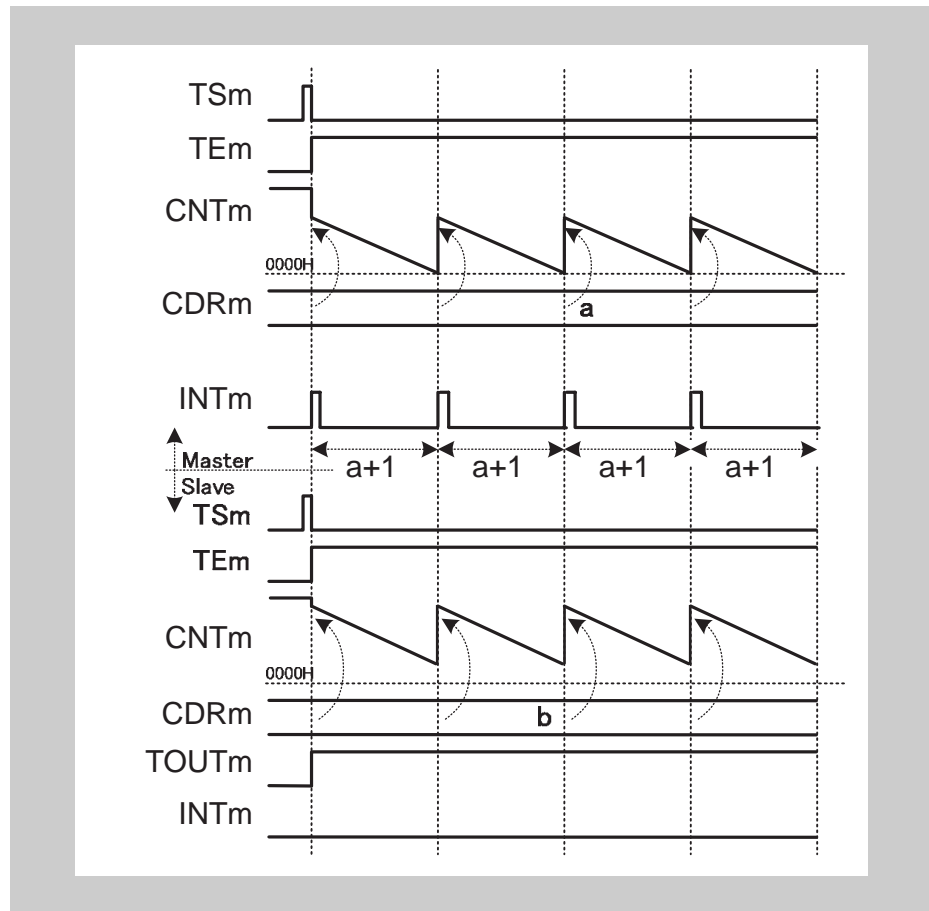 TSm
TEm
CNTm
0000H
CDRm
a
INTm
a+1 a+1 a+1 a+1
Master
Slave
TSm
TEm
CNTm
0000H
CDRm
b
TOUTm
INTm